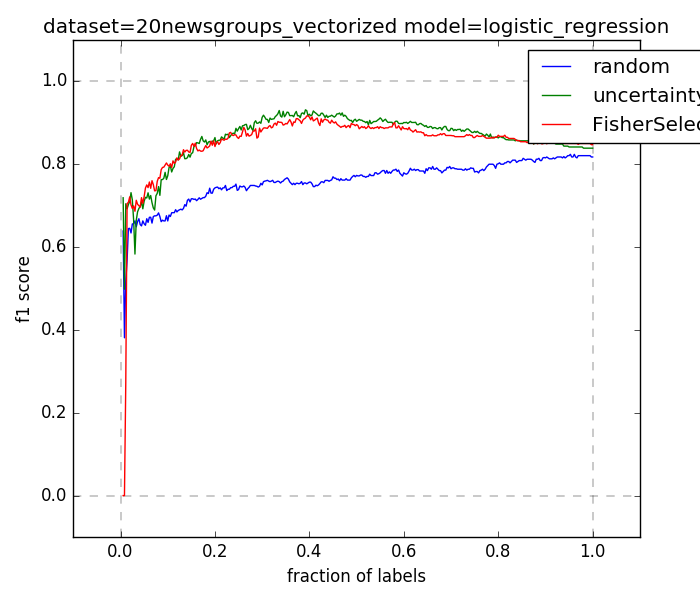 dataset=20newsgroups_vectorized model=logistic_regression
random
uncertainty
FisherSelec
1.0
0.8
0.6
0.4
0.2
0.0
f1 score
0.0 0.2 0.4 0.6 0.8 1.0
fraction of labels